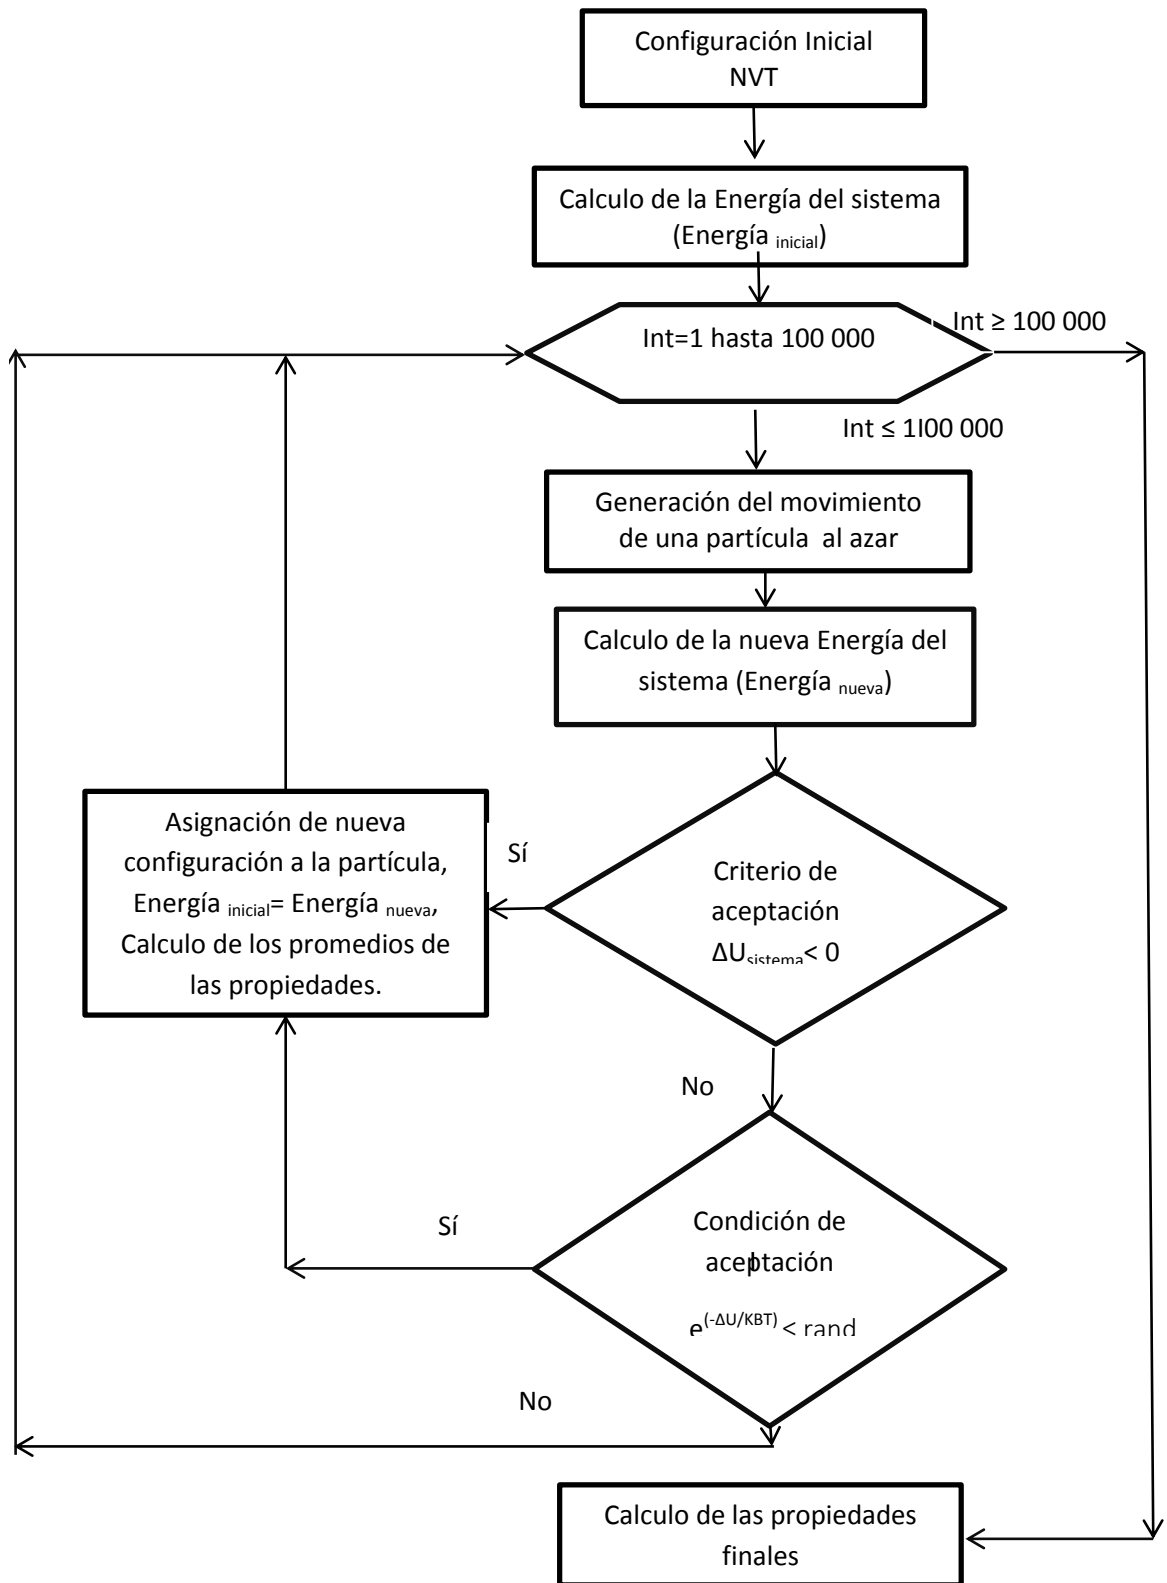 Configuración Inicial
NVT
Calculo de la Energía del sistema
(Energía inicial)
Int=1 hasta 100 000
Int ≥ 100 000
Int ≤ 1I00 000
Generación del movimiento
de una partícula al azar
Calculo de la nueva Energía del
sistema (Energía nueva)
Asignación de nueva
configuración a la partícula,
Energía inicial= Energía nueva,
Calculo de los promedios de
las propiedades.
Sí
Criterio de
aceptación
ΔUsistema< 0
No
Sí
Condición de
aceptación
e(-ΔU/KBT) < rand
No
Calculo de las propiedades
finales